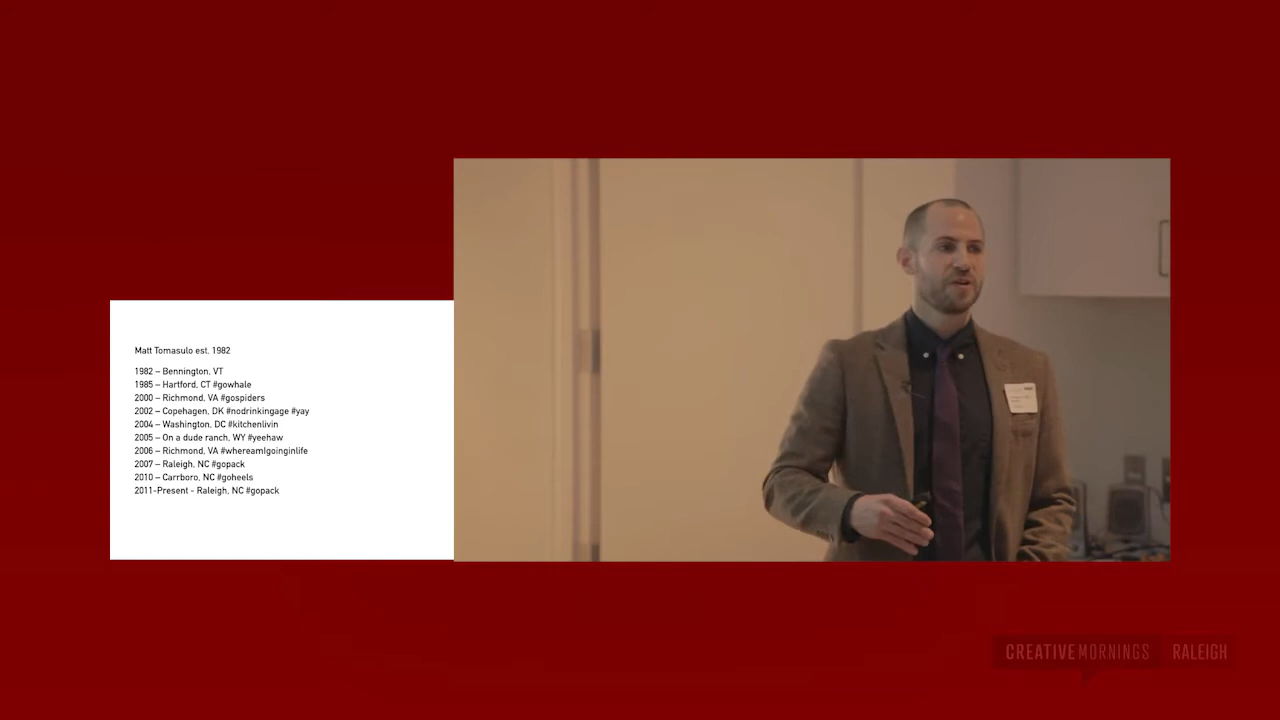 Matt Tomasulo est. 1982
1982 – Bennington, VT
1985 – Hartford, CT #gowhale
2000 – Richmond, VA #gospiders
2002 – Copehagen, DK #nodrinkingage #yay
2004 – Washington, DC #kitchenlivin
2005 – On a dude ranch, WY #yeehaw
2006 – Richmond, VA #whereamIgoinginlife
2007 – Raleigh, NC #gopack
2010 – Carrboro, NC #goheels
2011-Present - Raleigh, NC #gopack
CREATIVEMORNINGS RALEIGH